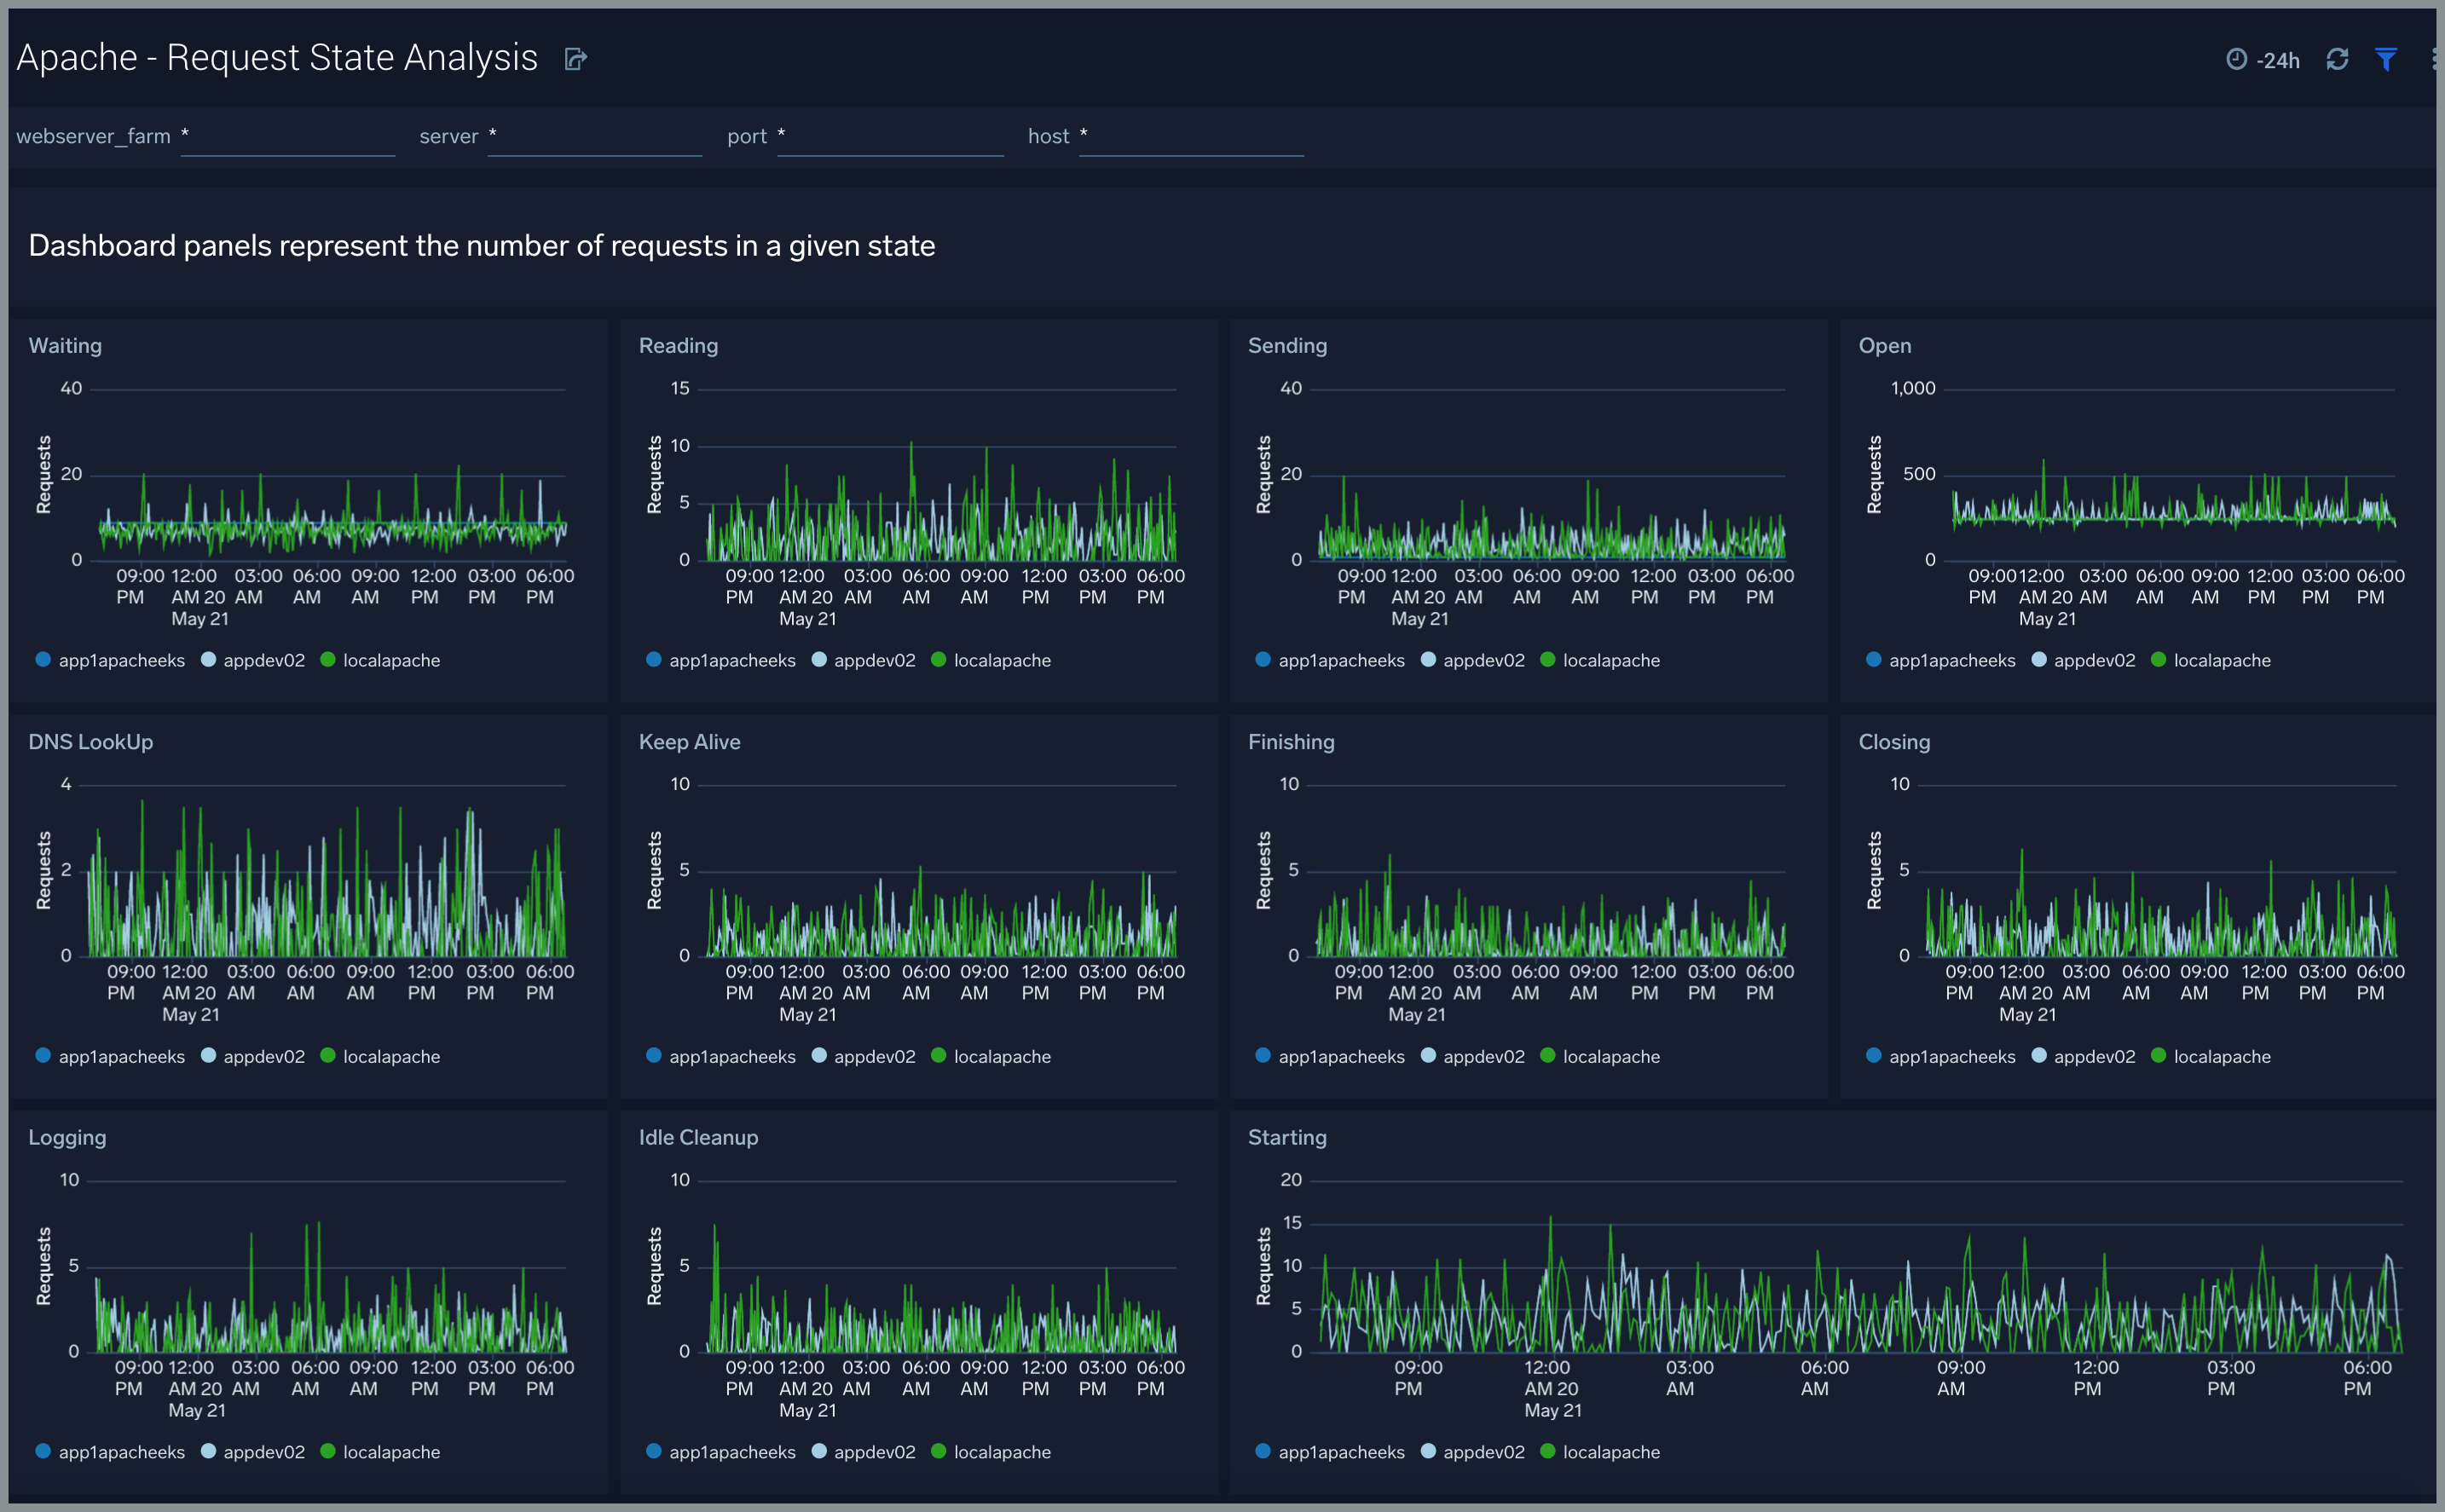 Apache - Request State Analysis
-24h
webserver_farm * server * port * host *
Dashboard panels represent the number of requests in a given state
Waiting
Requests
40
20
0
09:00 12:00 03:00 06:00 09:00 12:00 03:00 06:00
PM AM 20 AM AM AM PM PM PM
May 21
app1apacheeks appdev02 localapache
Reading
Requests
15
10
5
0
09:00 12:00 03:00 06:00 09:00 12:00 03:00 06:00
PM AM 20 AM AM AM PM PM PM
May 21
app1apacheeks appdev02 localapache
Sending
Requests
40
20
0
09:00 12:00 03:00 06:00 09:00 12:00 03:00 06:00
PM AM 20 AM AM AM PM PM PM
May 21
app1apacheeks appdev02 localapache
Open
Requests
1,000
500
0
09:00 12:00 03:00 06:00 09:00 12:00 03:00 06:00
PM AM 20 AM AM AM PM PM PM
May 21
app1apacheeks appdev02 localapache
DNS LookUp
Requests
4
2
0
09:00 12:00 03:00 06:00 09:00 12:00 03:00 06:00
PM AM 20 AM AM AM PM PM PM
May 21
app1apacheeks appdev02 localapache
Keep Alive
Requests
10
5
0
09:00 12:00 03:00 06:00 09:00 12:00 03:00 06:00
PM AM 20 AM AM AM PM PM PM
May 21
app1apacheeks appdev02 localapache
Finishing
Requests
10
5
0
09:00 12:00 03:00 06:00 09:00 12:00 03:00 06:00
PM AM 20 AM AM AM PM PM PM
May 21
app1apacheeks appdev02 localapache
Closing
Requests
10
5
0
09:00 12:00 03:00 06:00 09:00 12:00 03:00 06:00
PM AM 20 AM AM AM PM PM PM
May 21
app1apacheeks appdev02 localapache
Logging
Requests
10
5
0
09:00 12:00 03:00 06:00 09:00 12:00 03:00 06:00
PM AM 20 AM AM AM PM PM PM
May 21
app1apacheeks appdev02 localapache
Idle Cleanup
Requests
10
5
0
09:00 12:00 03:00 06:00 09:00 12:00 03:00 06:00
PM AM 20 AM AM AM PM PM PM
May 21
app1apacheeks appdev02 localapache
Starting
Requests
20
15
10
5
0
09:00 12:00 03:00 06:00 09:00 12:00 03:00 06:00
PM AM 20 AM AM AM PM PM PM
May 21
app1apacheeks appdev02 localapache